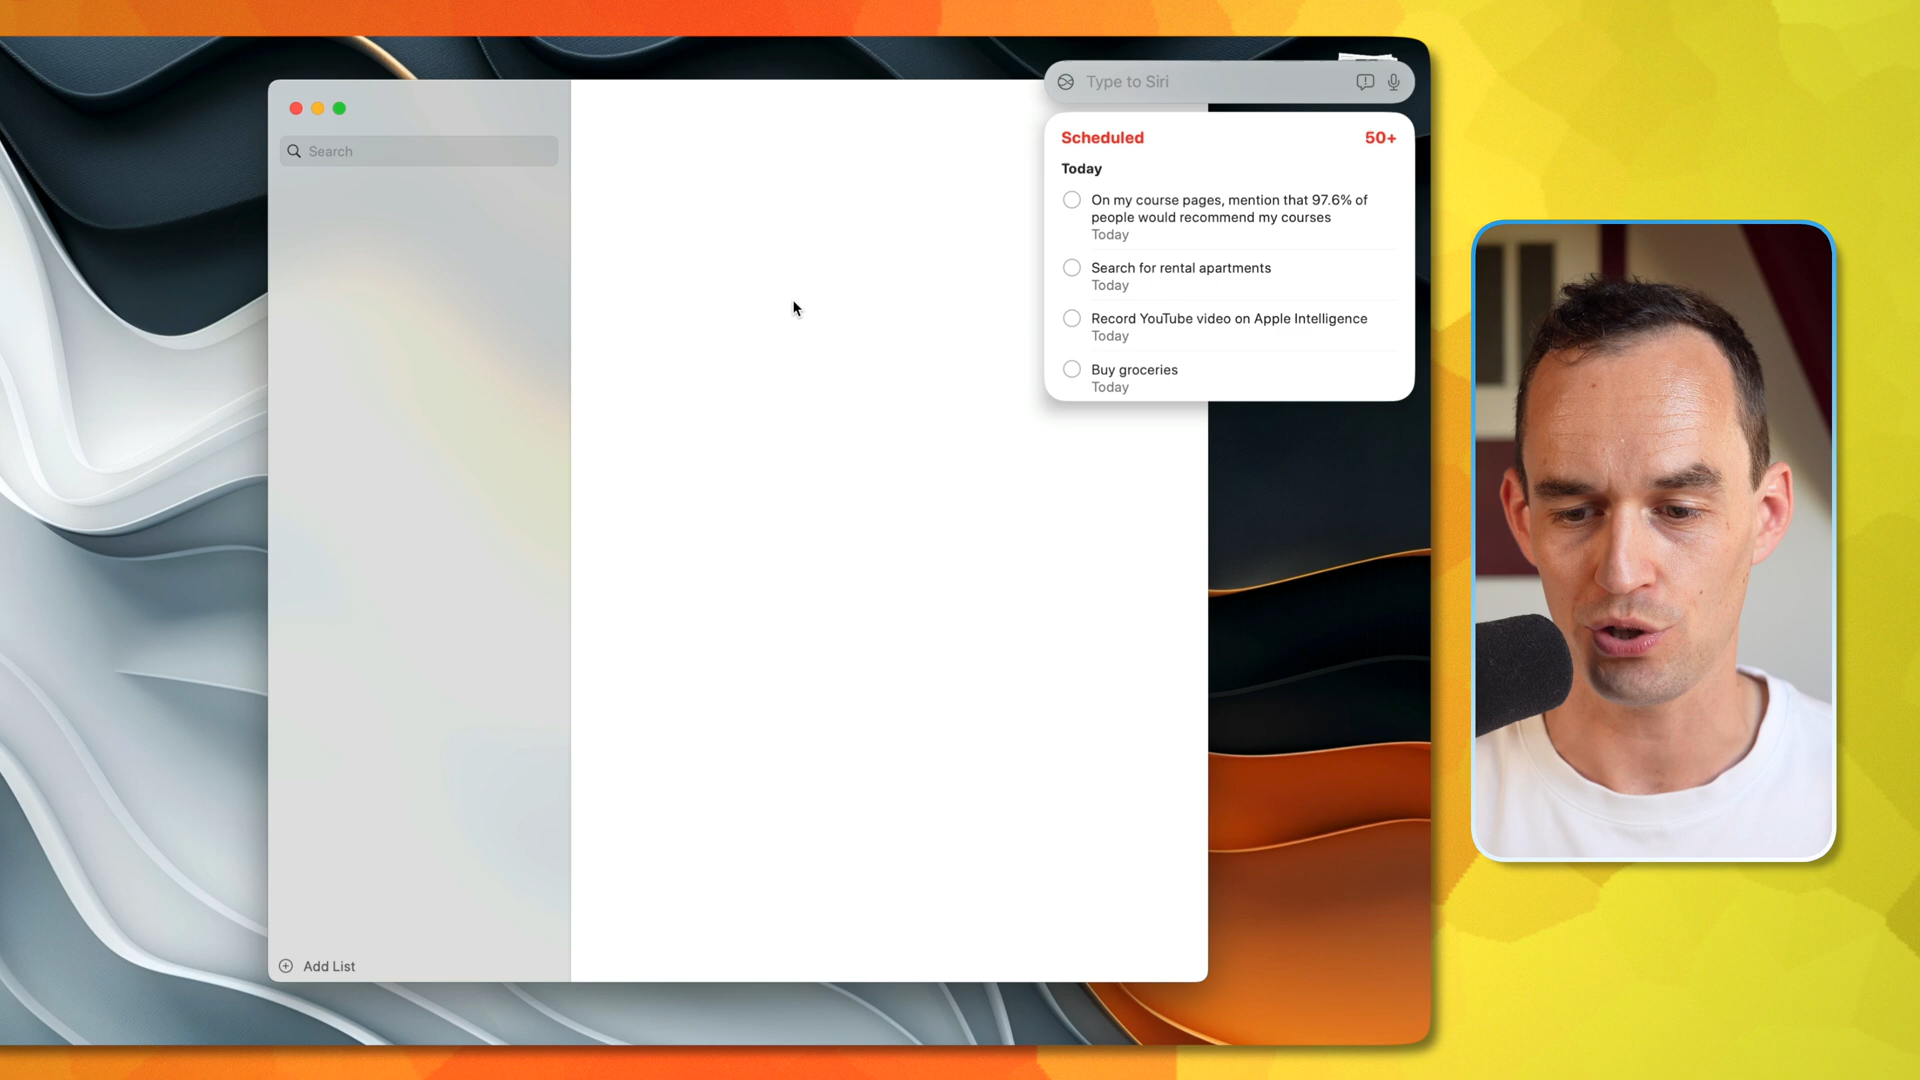 Search
Add List
Type to Siri
Scheduled 50+
Today
On my course pages, mention that 97.6% of
people would recommend my courses
Today
Search for rental apartments
Today
Record YouTube video on Apple Intelligence
Today
Buy groceries
Today